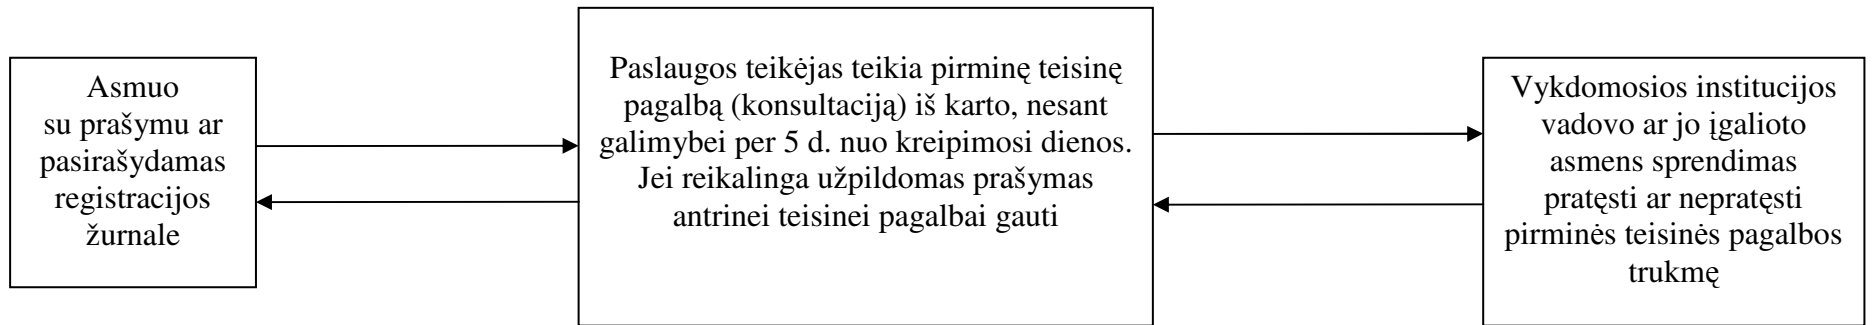 Asmuo
su prašymu ar
pasirašydamas
registracijos
žurnale
Paslaugos teikėjas teikia pirminę teisinę
pagalbą (konsultaciją) iš karto, nesant
galimybei per 5 d. nuo kreipimosi dienos.
Jei reikalinga užpildomas prašymas
antrinei teisinei pagalbai gauti
Vykdomosios institucijos
vadovo ar jo įgalioto
asmens sprendimas
pratęsti ar nepratęsti
pirminės teisinės pagalbos
trukmę